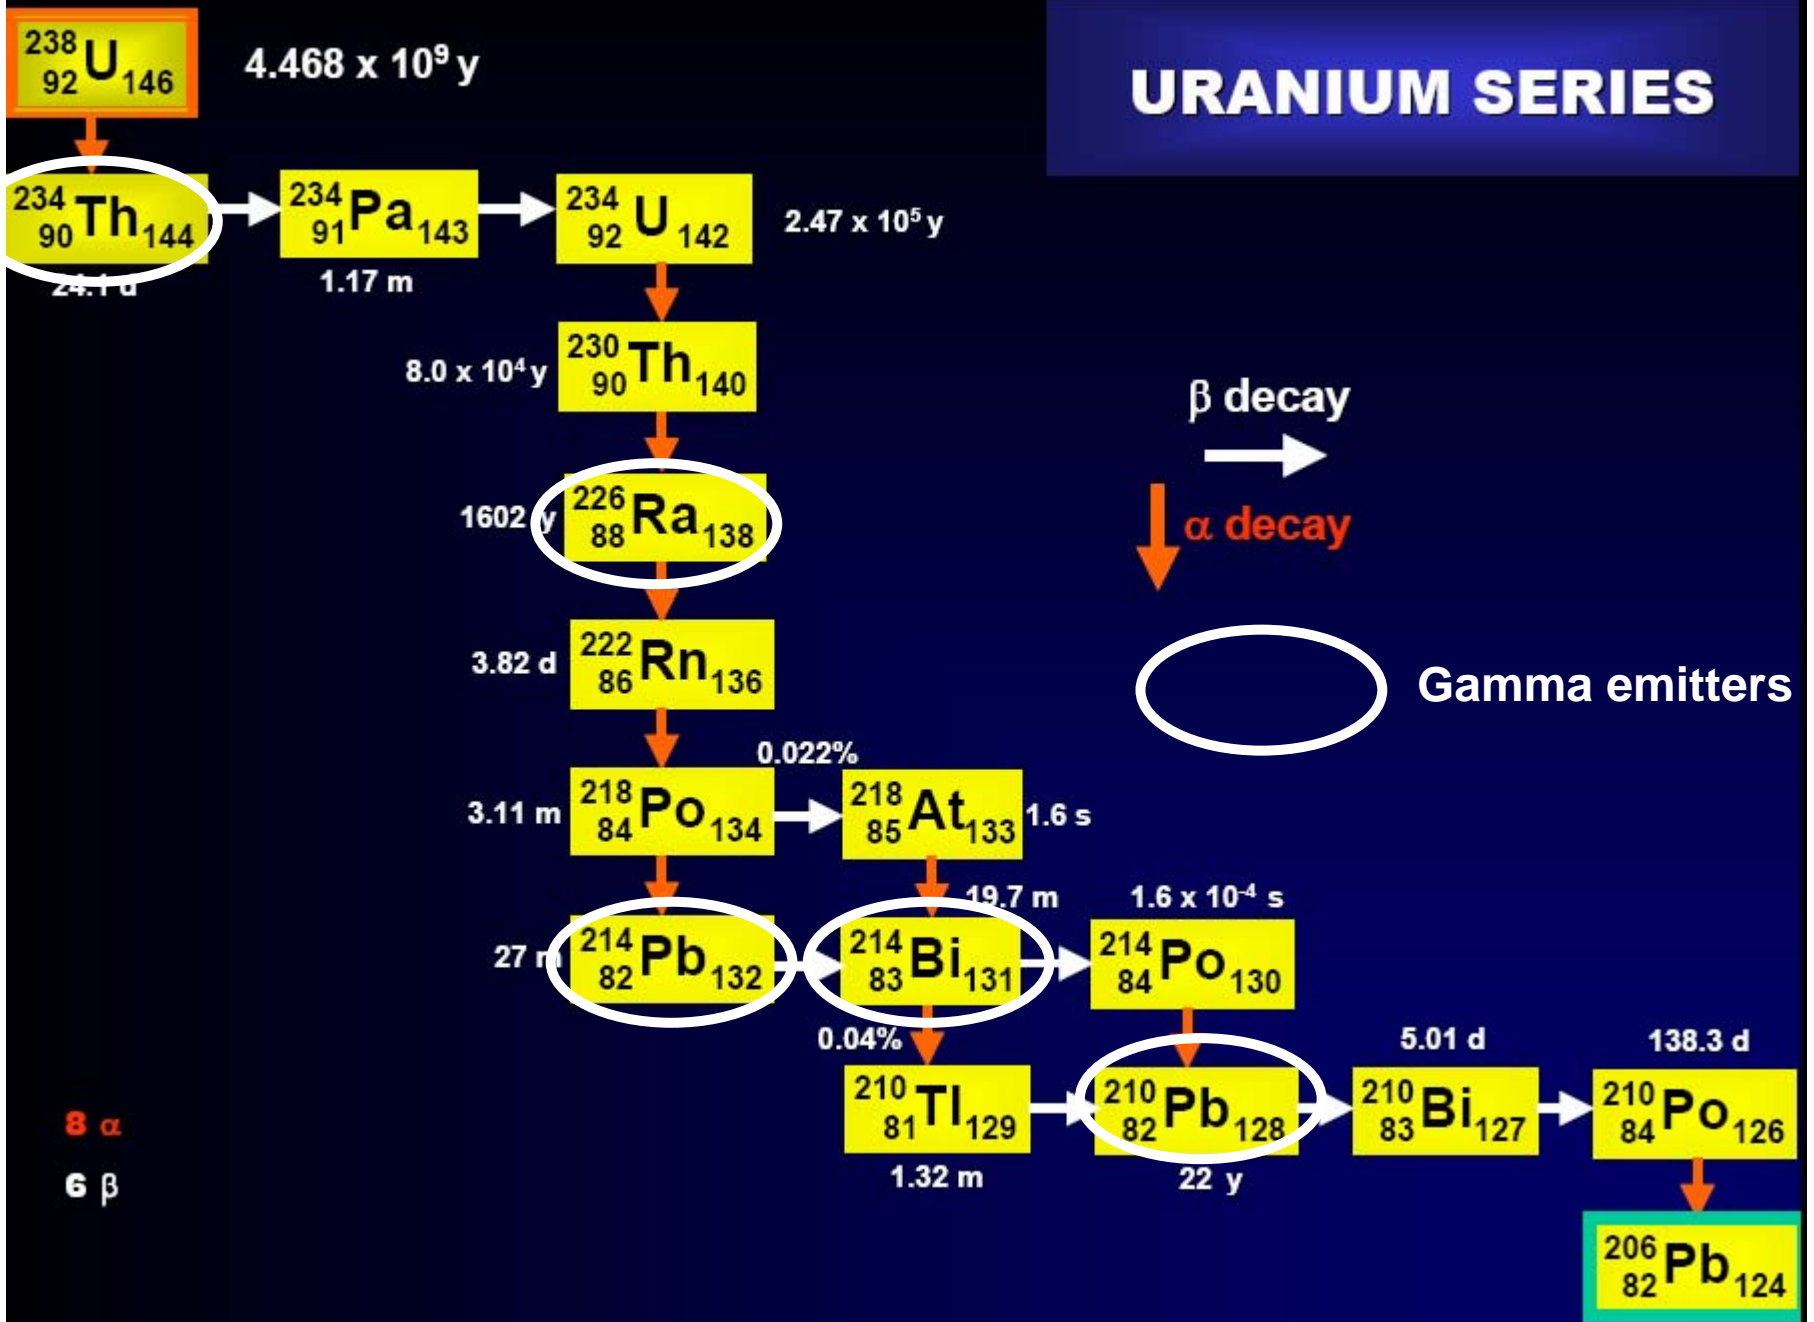 URANIUM SERIES
238 92 U 146
4.468 x 10⁹ y
234 90 Th 144
234 91 Pa 143
234 92 U 142
2.47 x 10⁵ y
24.1 d
1.17 m
8.0 x 10⁴ y
230 90 Th 140
β decay
α decay
1602 y
226 88 Ra 138
3.82 d
222 86 Rn 136
Gamma emitters
0.022%
3.11 m
218 84 Po 134
218 85 At 133
1.6 s
19.7 m
1.6 x 10⁻⁴ s
27 m
214 82 Pb 132
214 83 Bi 131
214 84 Po 130
0.04%
5.01 d
138.3 d
210 81 Tl 129
210 82 Pb 128
210 83 Bi 127
210 84 Po 126
8 α
1.32 m
22 y
6 β
206 82 Pb 124